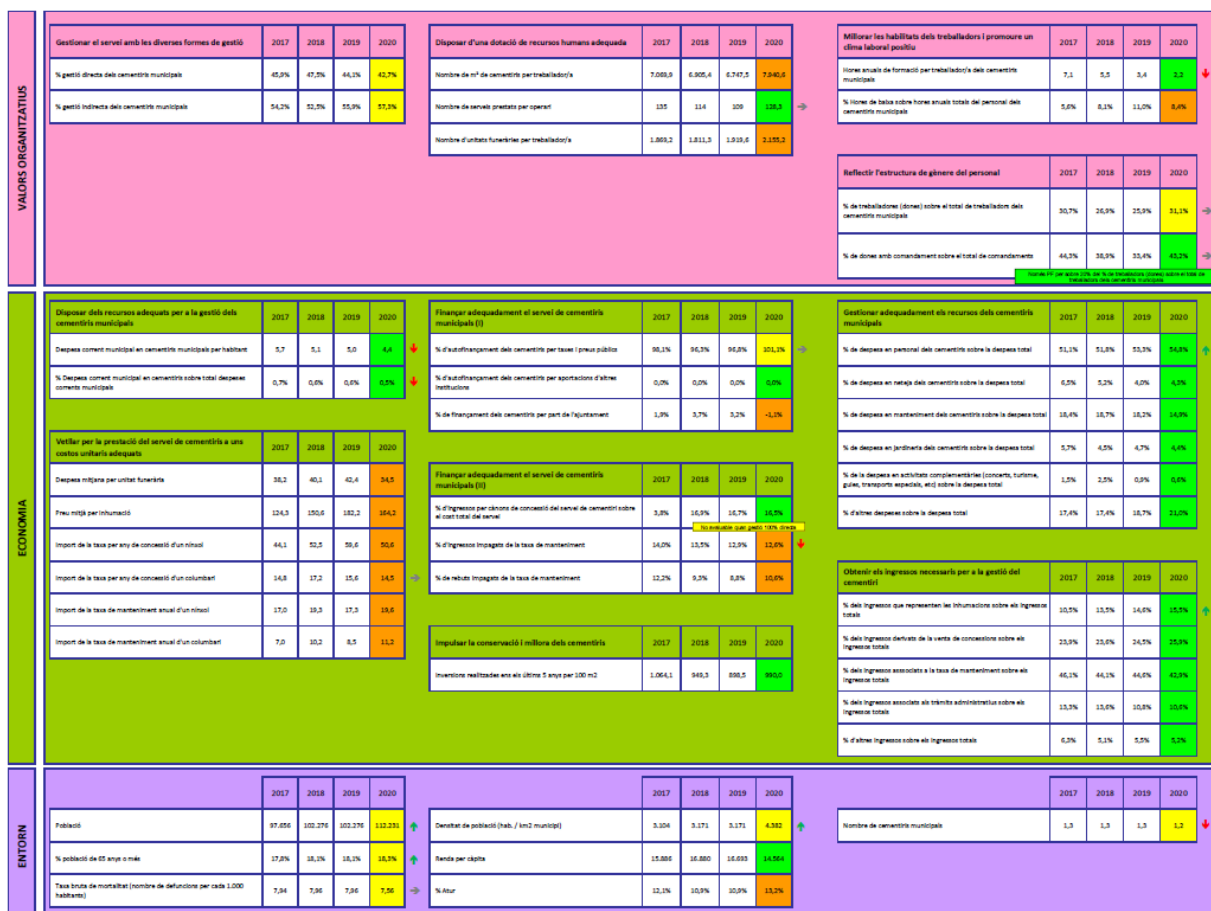 VALORS ORGANITZATIUS
Gestionar el servei amb les diverses formes de gestió 2017 2018 2019 2020
% gestió directa dels cementiris municipals 45,9% 47,5% 44,1% 42,7%
% gestió indirecta dels cementiris municipals 54,2% 52,5% 55,9% 57,3%
Disposar d'una dotació de recursos humans adequada 2017 2018 2019 2020
Nombre de m² de cementiris per treballador/a 7.069,9 6.905,4 6.747,5 7.940,6
Nombre de serveis prestats per operari 135 114 109 128,3
Nombre d'unitats funeràries per treballador/a 1.869,2 1.811,3 1.919,6 2.155,2
Millorar les habilitats dels treballadors i promoure un
clima laboral positiu 2017 2018 2019 2020
Hores anuals de formació per treballador/a dels cementiris
municipals 7,1 5,5 3,4 2,2
% Hores de baixa sobre hores anuals totals del personal dels
cementiris municipals 5,6% 8,1% 11,0% 8,4%
Reflectir l'estructura de gènere del personal 2017 2018 2019 2020
% de treballadores (dones) sobre el total de treballadors dels
cementiris municipals 30,7% 26,9% 25,9% 31,1%
% de dones amb comandament sobre el total de comandaments 44,3% 38,9% 33,4% 43,2%
Només PF per sobre 20% del % de treballadores (dones) sobre el total de
treballadors dels cementiris municipals
ECONOMIA
Disposar dels recursos adequats per a la gestió dels
cementiris municipals 2017 2018 2019 2020
Despesa corrent municipal en cementiris municipals per habitant 5,7 5,1 5,0 4,4
% Despesa corrent municipal en cementiris sobre total despeses
corrents municipals 0,7% 0,6% 0,6% 0,5%
Vetllar per la prestació del servei de cementiris a uns
costos unitaris adequats 2017 2018 2019 2020
Despesa mitjana per unitat funerària 38,2 40,1 42,4 34,5
Preu mitjà per inhumació 124,3 150,6 182,2 164,2
Import de la taxa per any de concessió d'un nínxol 44,1 52,5 59,6 50,6
Import de la taxa per any de concessió d'un columbari 14,8 17,2 15,6 14,5
Import de la taxa de manteniment anual d'un nínxol 17,0 19,3 17,3 19,6
Import de la taxa de manteniment anual d'un columbari 7,0 10,2 8,5 11,2
Finançar adequadament el servei de cementiris
municipals (I) 2017 2018 2019 2020
% d'autofinançament dels cementiris per taxes i preus públics 98,1% 96,3% 96,8% 101,1%
% d'autofinançament dels cementiris per aportacions d'altres
institucions 0,0% 0,0% 0,0% 0,0%
% de finançament dels cementiris per part de l'ajuntament 1,9% 3,7% 3,2% -1,1%
Finançar adequadament el servei de cementiris
municipals (II) 2017 2018 2019 2020
% d'ingressos per cànons de concessió del servei de cementiri sobre
el cost total del servei 3,8% 16,9% 16,7% 16,5%
No evaluable quan gestió 100% directa
% d'ingressos impagats de la taxa de manteniment 14,0% 13,5% 12,9% 12,6%
% de rebuts impagats de la taxa de manteniment 12,2% 9,3% 8,8% 10,6%
Impulsar la conservació i millora dels cementiris 2017 2018 2019 2020
Inversions realitzades ens els últims 5 anys per 100 m2 1.064,1 949,3 898,5 990,0
Gestionar adequadament els recursos dels cementiris
municipals 2017 2018 2019 2020
% de despesa en personal dels cementiris sobre la despesa total 51,1% 51,8% 53,3% 54,8%
% de despesa en neteja dels cementiris sobre la despesa total 6,5% 5,2% 4,0% 4,3%
% de despesa en manteniment dels cementiris sobre la despesa total 18,4% 18,7% 18,2% 14,9%
% de despesa en jardineria dels cementiris sobre la despesa total 5,7% 4,5% 4,7% 4,4%
% de la despesa en activitats complementàries (concerts, turisme,
guies, transports especials, etc) sobre la despesa total 1,5% 2,5% 0,9% 0,6%
% d'altres despeses sobre la despesa total 17,4% 17,4% 18,7% 21,0%
Obtenir els ingressos necessaris per a la gestió del
cementiri 2017 2018 2019 2020
% dels ingressos que representen les inhumacions sobre els ingressos
totals 10,5% 13,5% 14,6% 15,5%
% dels ingressos derivats de la venta de concessions sobre els
ingressos totals 23,9% 23,6% 24,5% 25,9%
% dels ingressos asssociats a la taxa de manteniment sobre els
ingressos totals 46,1% 44,1% 44,6% 42,9%
% dels ingressos associats als tràmits administratius sobre els
ingressos totals 13,3% 13,6% 10,8% 10,6%
% d'altres ingressos sobre els ingressos totals 6,3% 5,1% 5,5% 5,2%
ENTORN
2017 2018 2019 2020
Població 97.656 102.276 102.276 112.231
% població de 65 anys o més 17,8% 18,1% 18,1% 18,3%
Taxa bruta de mortalitat (nombre de defuncions per cada 1.000
habitants) 7,94 7,96 7,96 7,56
2017 2018 2019 2020
Densitat de població (hab. / km2 municipi) 3.104 3.171 3.171 4.382
Renda per càpita 15.886 16.880 16.693 14.564
% Atur 12,1% 10,9% 10,9% 13,2%
2017 2018 2019 2020
Nombre de cementiris municipals 1,3 1,3 1,3 1,2